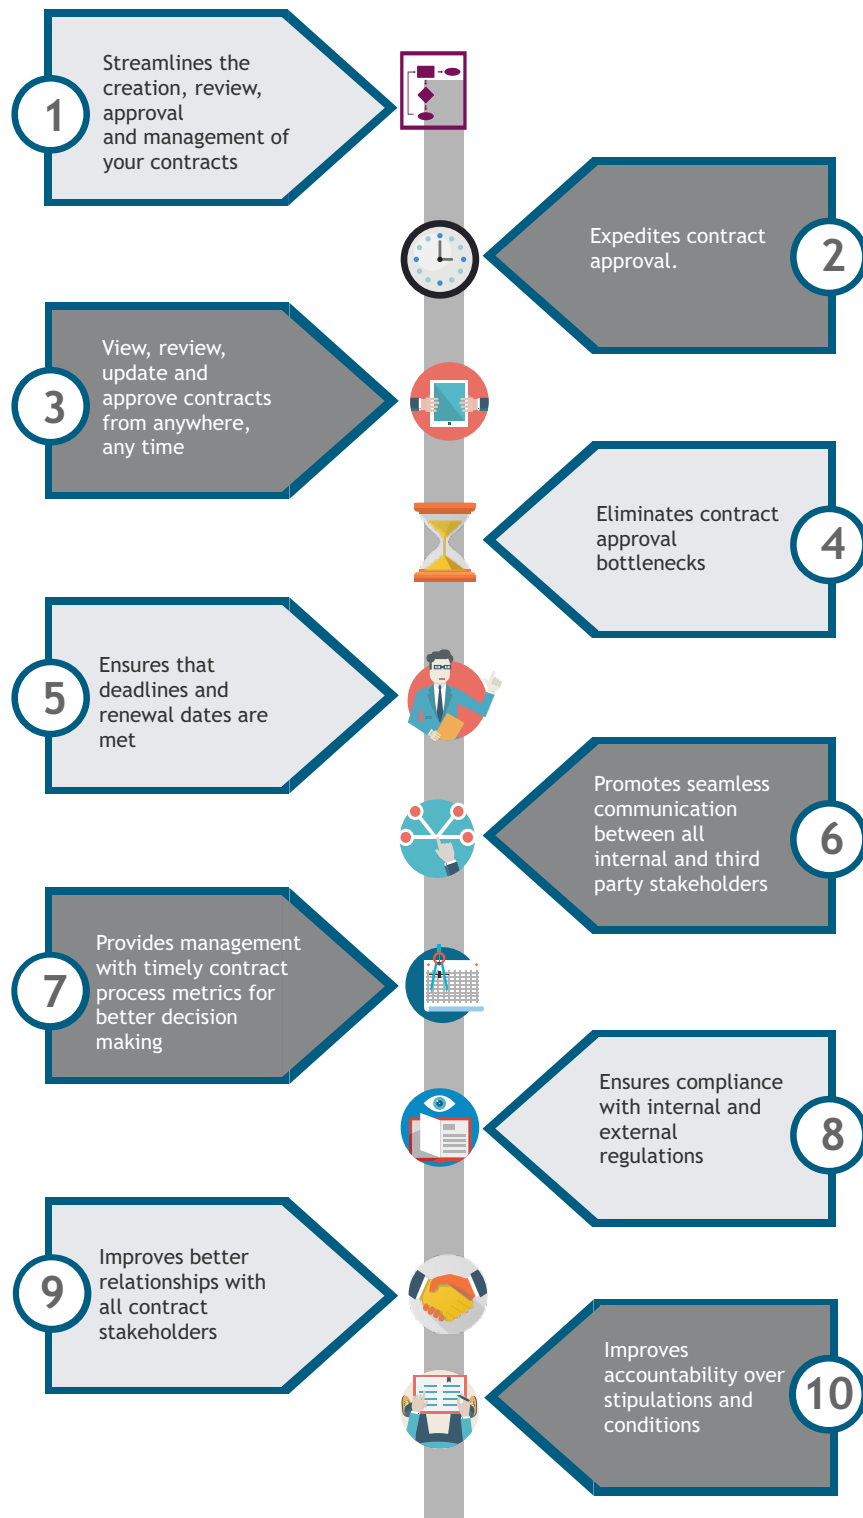 1
Streamlines the
creation, review,
approval
and management of
your contracts
2
Expedites contract
approval.
3
View, review,
update and
approve contracts
from anywhere,
any time
4
Eliminates contract
approval
bottlenecks
5
Ensures that
deadlines and
renewal dates are
met
6
Promotes seamless
communication
between all
internal and third
party stakeholders
7
Provides management
with timely contract
process metrics for
better decision
making
8
Ensures compliance
with internal and
external
regulations
9
Improves better
relationships with
all contract
stakeholders
10
Improves
accountability over
stipulations and
conditions